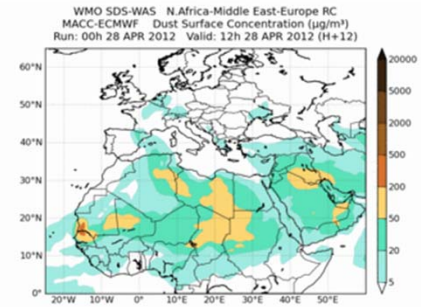 WMO SDS-WAS N.Africa-Middle East-Europe RC
MACC-ECMWF Dust Surface Concentration (µg/m³)
Run: 00h 28 APR 2012 Valid: 12h 28 APR 2012 (H+12)
60°N
50°N
40°N
30°N
20°N
10°N
0°
20°W 10°W 0° 10°E 20°E 30°E 40°E 50°E
20000
5000
2000
500
200
50
20
5